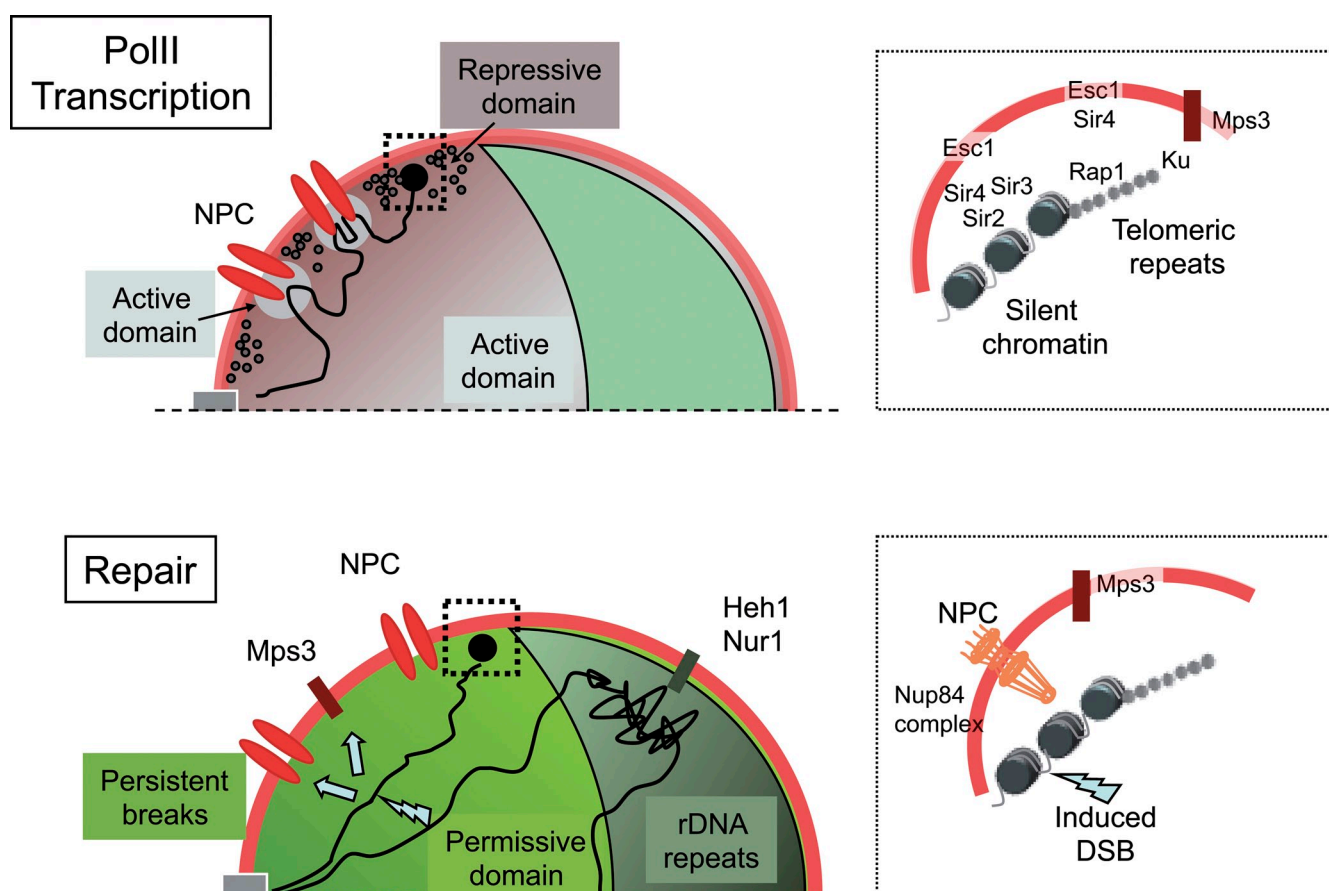 PolII
Transcription
Repressive
domain
NPC
Active
domain
Active
domain
Esc1
Sir4
Mps3
Esc1
Ku
Rap1
Sir4 Sir3
Sir2
Telomeric
repeats
Silent
chromatin
Repair
NPC
Heh1
Nur1
Mps3
Persistent
breaks
Permissive
domain
rDNA
repeats
Mps3
NPC
Nup84
complex
Induced
DSB